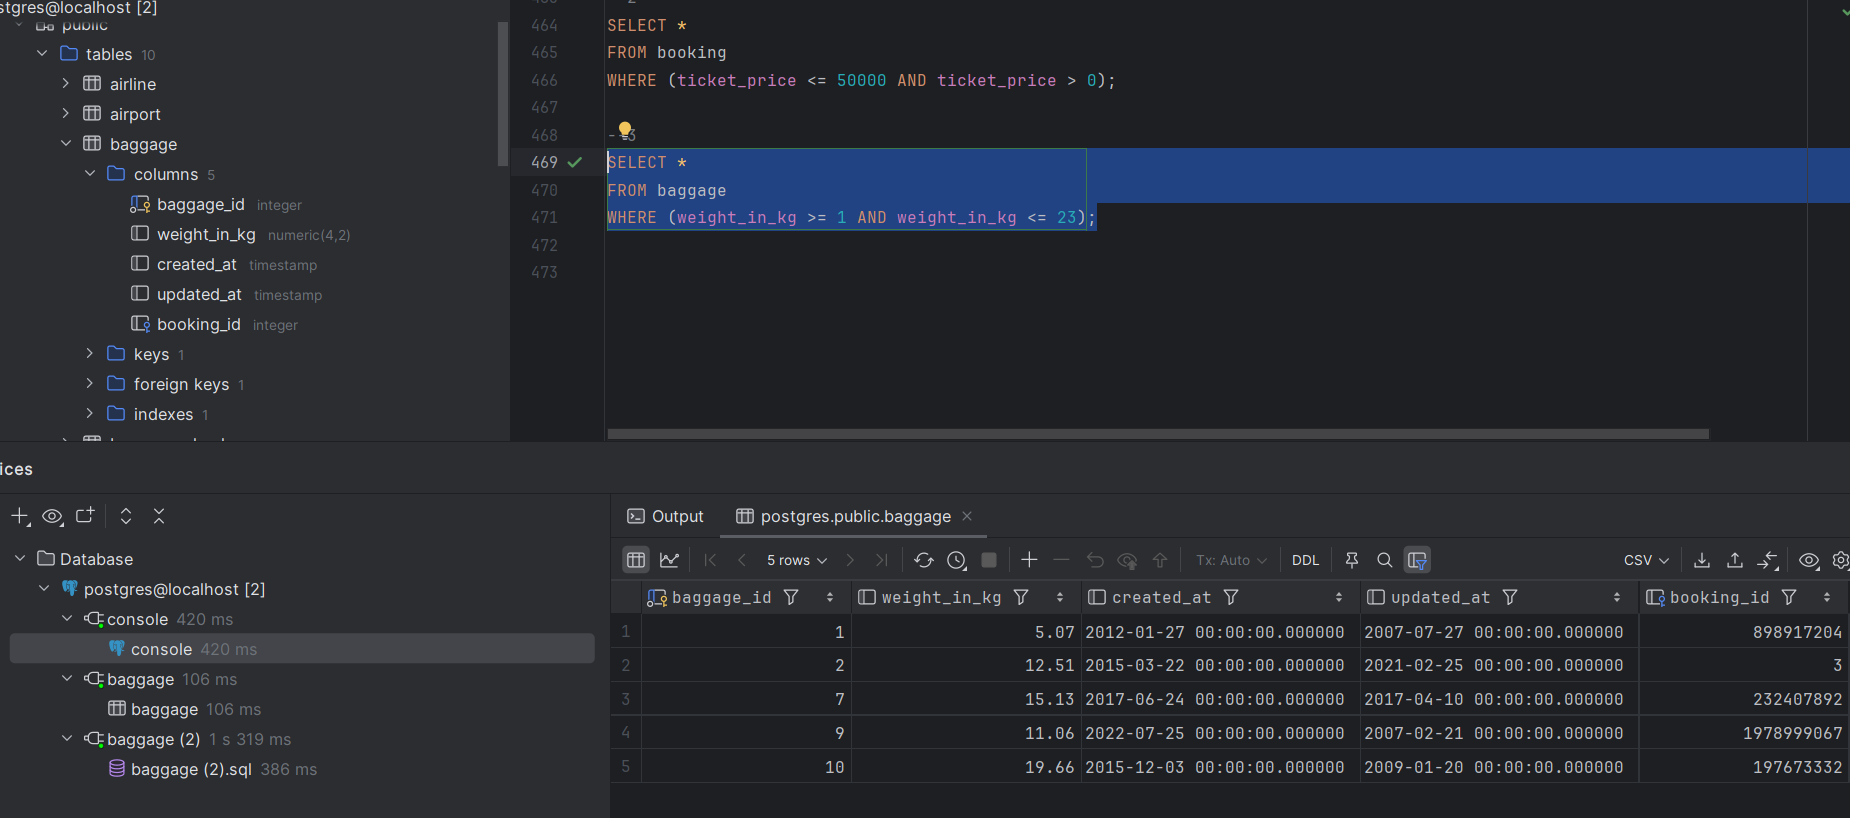 stgres@localhost [2]
public
tables 10
airline
airport
baggage
columns 5
baggage_id integer
weight_in_kg numeric(4,2)
created_at timestamp
updated_at timestamp
booking_id integer
keys 1
foreign keys 1
indexes 1
464 SELECT *
465 FROM booking
466 WHERE (ticket_price <= 50000 AND ticket_price > 0);
467
468 --3
469 SELECT *
470 FROM baggage
471 WHERE (weight_in_kg >= 1 AND weight_in_kg <= 23);
472
473
ices
Database
postgres@localhost [2]
console 420 ms
console 420 ms
baggage 106 ms
baggage 106 ms
baggage (2) 1 s 319 ms
baggage (2).sql 386 ms
Output postgres.public.baggage
5 rows Tx: Auto DDL CSV
baggage_id weight_in_kg created_at updated_at booking_id
1 1 5.07 2012-01-27 00:00:00.000000 2007-07-27 00:00:00.000000 898917204
2 2 12.51 2015-03-22 00:00:00.000000 2021-02-25 00:00:00.000000 3
3 7 15.13 2017-06-24 00:00:00.000000 2017-04-10 00:00:00.000000 232407892
4 9 11.06 2022-07-25 00:00:00.000000 2007-02-21 00:00:00.000000 1978999067
5 10 19.66 2015-12-03 00:00:00.000000 2009-01-20 00:00:00.000000 197673332